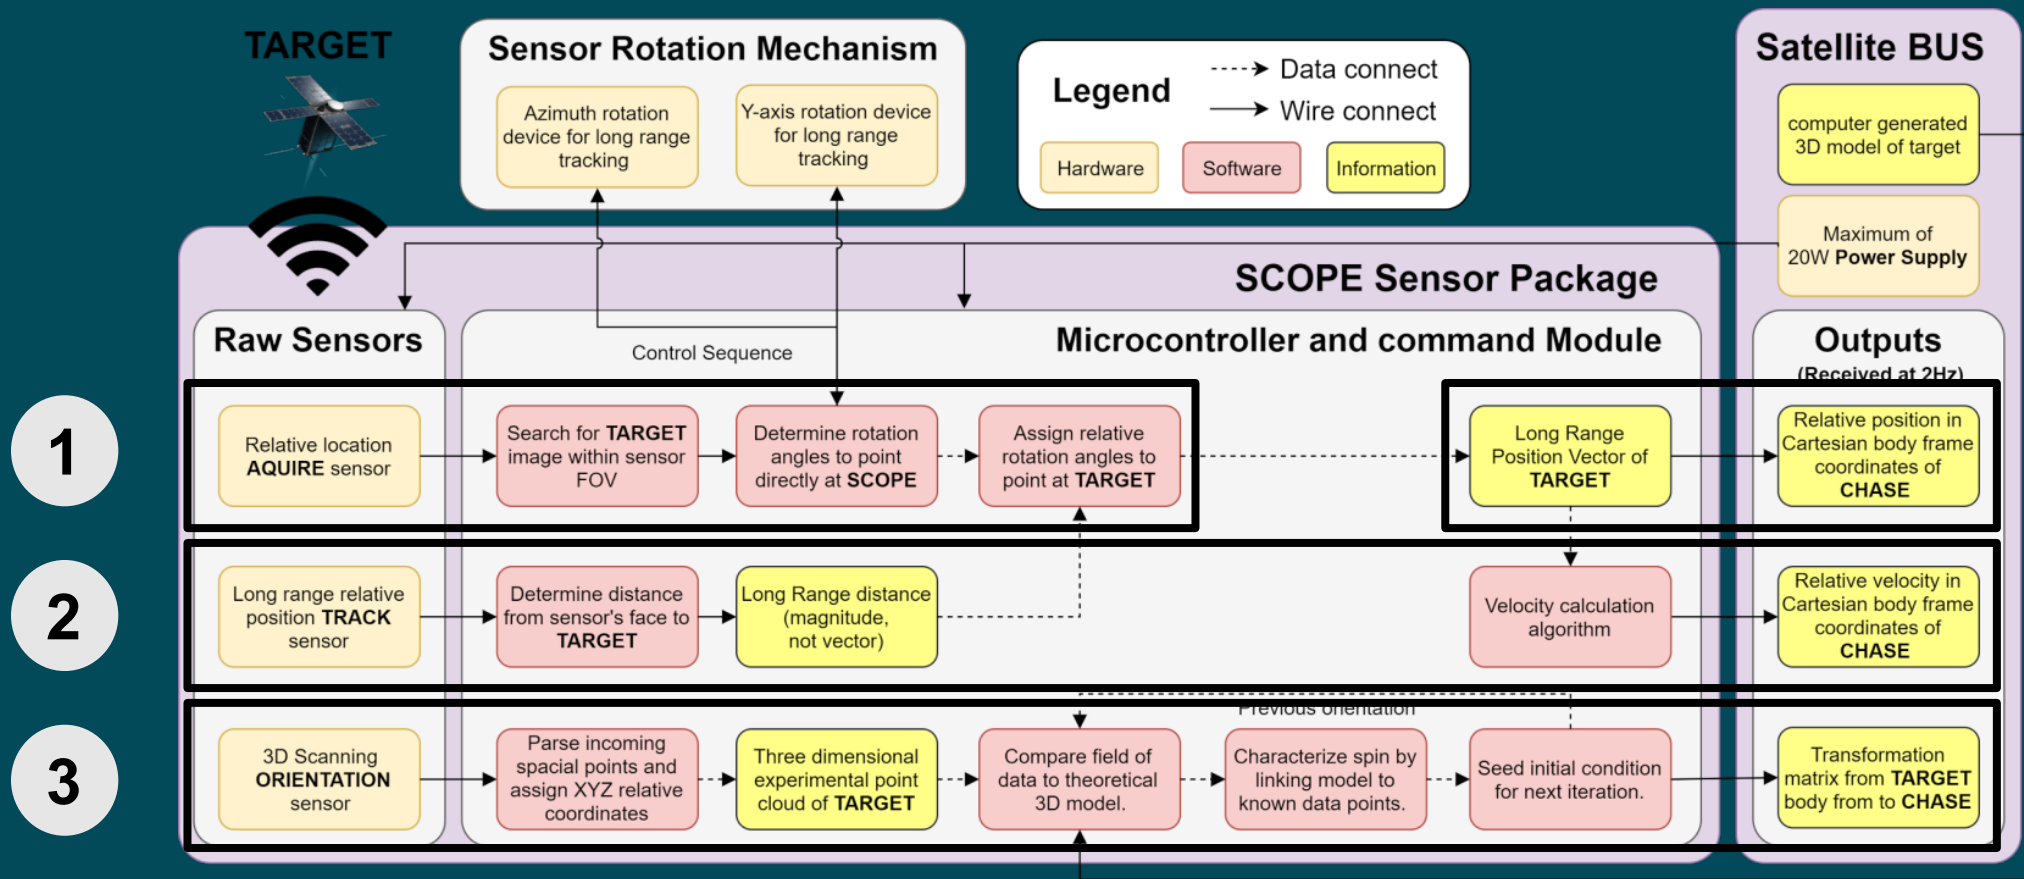 TARGET
Sensor Rotation Mechanism
Azimuth rotation
device for long range
tracking
Y-axis rotation device
for long range
tracking
Legend
Data connect
Wire connect
Hardware
Software
Information
Satellite BUS
computer generated
3D model of target
Maximum of
20W Power Supply
SCOPE Sensor Package
Raw Sensors
Control Sequence
Microcontroller and command Module
Outputs
(Received at 2Hz)
1
Relative location
AQUIRE sensor
Search for TARGET
image within sensor
FOV
Determine rotation
angles to point
directly at SCOPE
Assign relative
rotation angles to
point at TARGET
Long Range
Position Vector of
TARGET
Relative position in
Cartesian body frame
coordinates of
CHASE
2
Long range relative
position TRACK
sensor
Determine distance
from sensor's face to
TARGET
Long Range distance
(magnitude,
not vector)
Velocity calculation
algorithm
Relative velocity in
Cartesian body frame
coordinates of
CHASE
Previous orientation
3
3D Scanning
ORIENTATION
sensor
Parse incoming
spacial points and
assign XYZ relative
coordinates
Three dimensional
experimental point
cloud of TARGET
Compare field of
data to theoretical
3D model.
Characterize spin by
linking model to
known data points.
Seed initial condition
for next iteration.
Transformation
matrix from TARGET
body from to CHASE